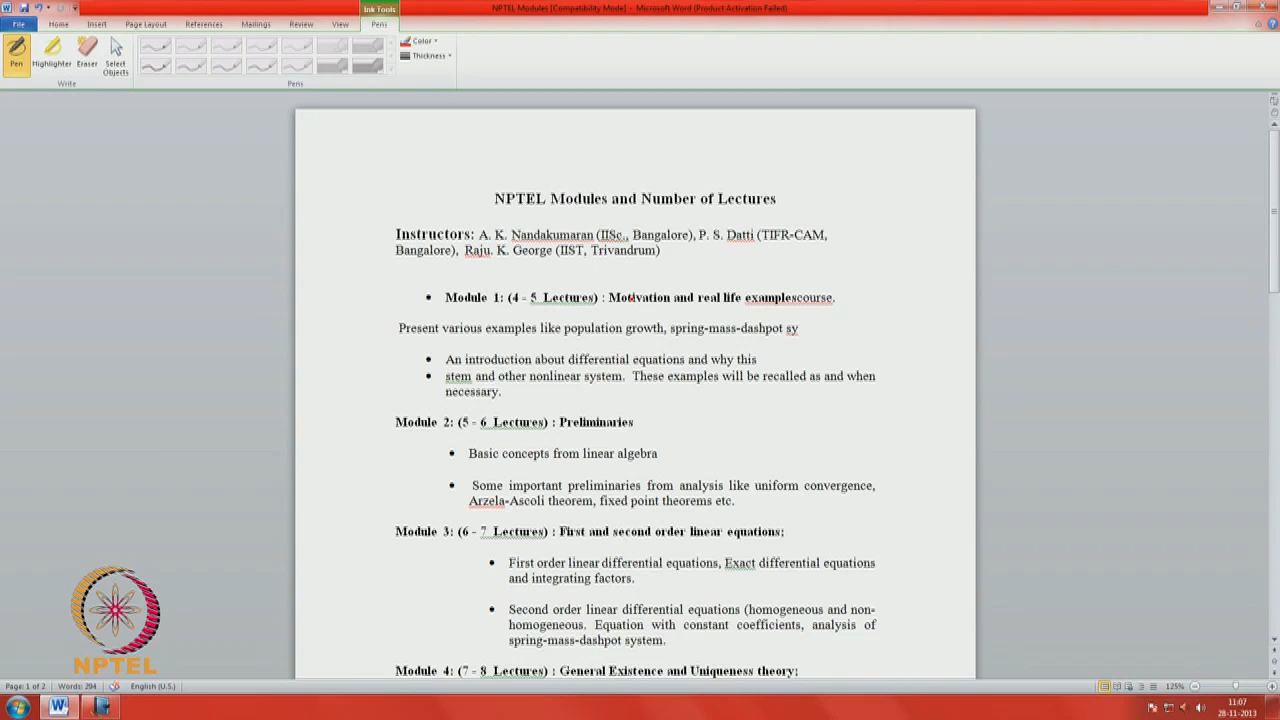 NPTEL Modules [Compatibility Mode] - Microsoft Word (Product Activation Failed)
Ink Tools
File Home Insert Page Layout References Mailings Review View Pens
Pen Highlighter Eraser Select Objects
Color
Thickness
Write Pens
NPTEL Modules and Number of Lectures
Instructors: A. K. Nandakumaran (IISc., Bangalore), P. S. Datti (TIFR-CAM,
Bangalore), Raju. K. George (IIST, Trivandrum)
• Module 1: (4 - 5 Lectures) : Motivation and real life examplescourse.
Present various examples like population growth, spring-mass-dashpot sy
• An introduction about differential equations and why this
• stem and other nonlinear system. These examples will be recalled as and when
necessary.
Module 2: (5 - 6 Lectures) : Preliminaries
• Basic concepts from linear algebra
• Some important preliminaries from analysis like uniform convergence,
Arzela-Ascoli theorem, fixed point theorems etc.
Module 3: (6 - 7 Lectures) : First and second order linear equations;
• First order linear differential equations, Exact differential equations
and integrating factors.
• Second order linear differential equations (homogeneous and non-
homogeneous. Equation with constant coefficients, analysis of
spring-mass-dashpot system.
Module 4: (7 - 8 Lectures) : General Existence and Uniqueness theory;
NPTEL
Page: 1 of 2 Words: 294 English (U.S.) 125%
11:07
28-11-2013